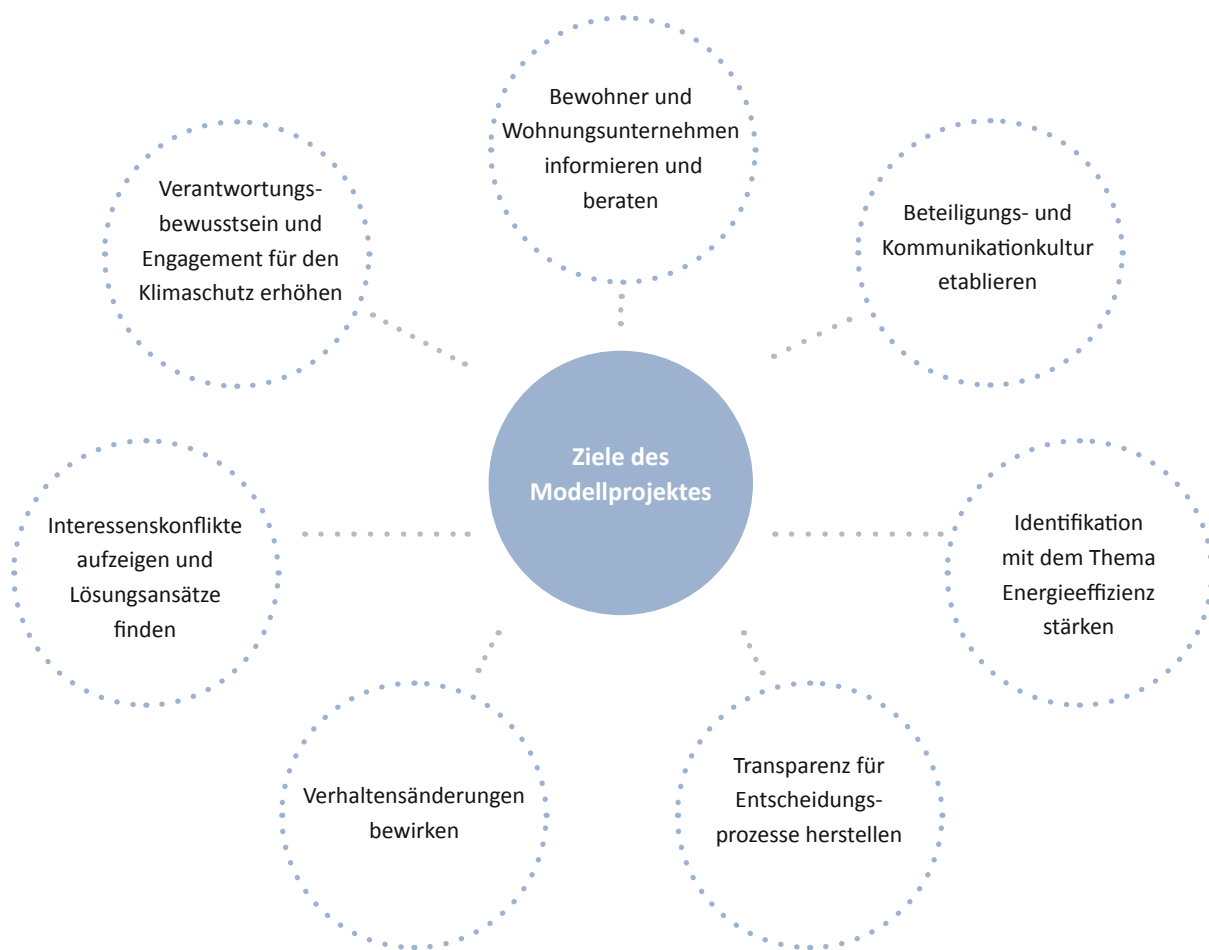 Bewohner und
Wohnungsunternehmen
informieren und
beraten
Verantwortungs-
bewusstsein und
Engagement für den
Klimaschutz erhöhen
Beteiligungs- und
Kommunikationkultur
etablieren
Ziele des
Modellprojektes
Interessenskonflikte
aufzeigen und
Lösungsansätze
finden
Identifikation
mit dem Thema
Energieeffizienz
stärken
Verhaltensänderungen
bewirken
Transparenz für
Entscheidungs-
prozesse herstellen